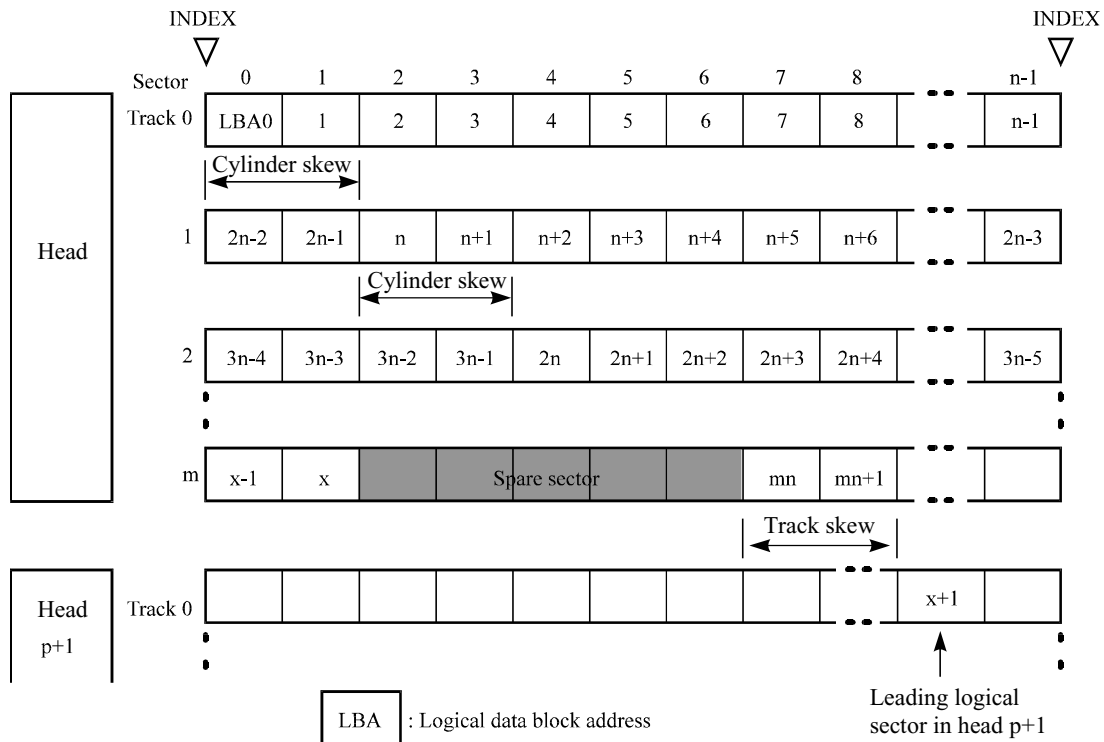 INDEX INDEX
Sector 0 1 2 3 4 5 6 7 8 n-1
Track 0 LBA0 1 2 3 4 5 6 7 8 n-1
Cylinder skew
Head
1 2n-2 2n-1 n n+1 n+2 n+3 n+4 n+5 n+6 2n-3
Cylinder skew
2 3n-4 3n-3 3n-2 3n-1 2n 2n+1 2n+2 2n+3 2n+4 3n-5
m x-1 x Spare sector mn mn+1
Track skew
Head
p+1
Track 0 x+1
Leading logical
sector in head p+1
LBA : Logical data block address